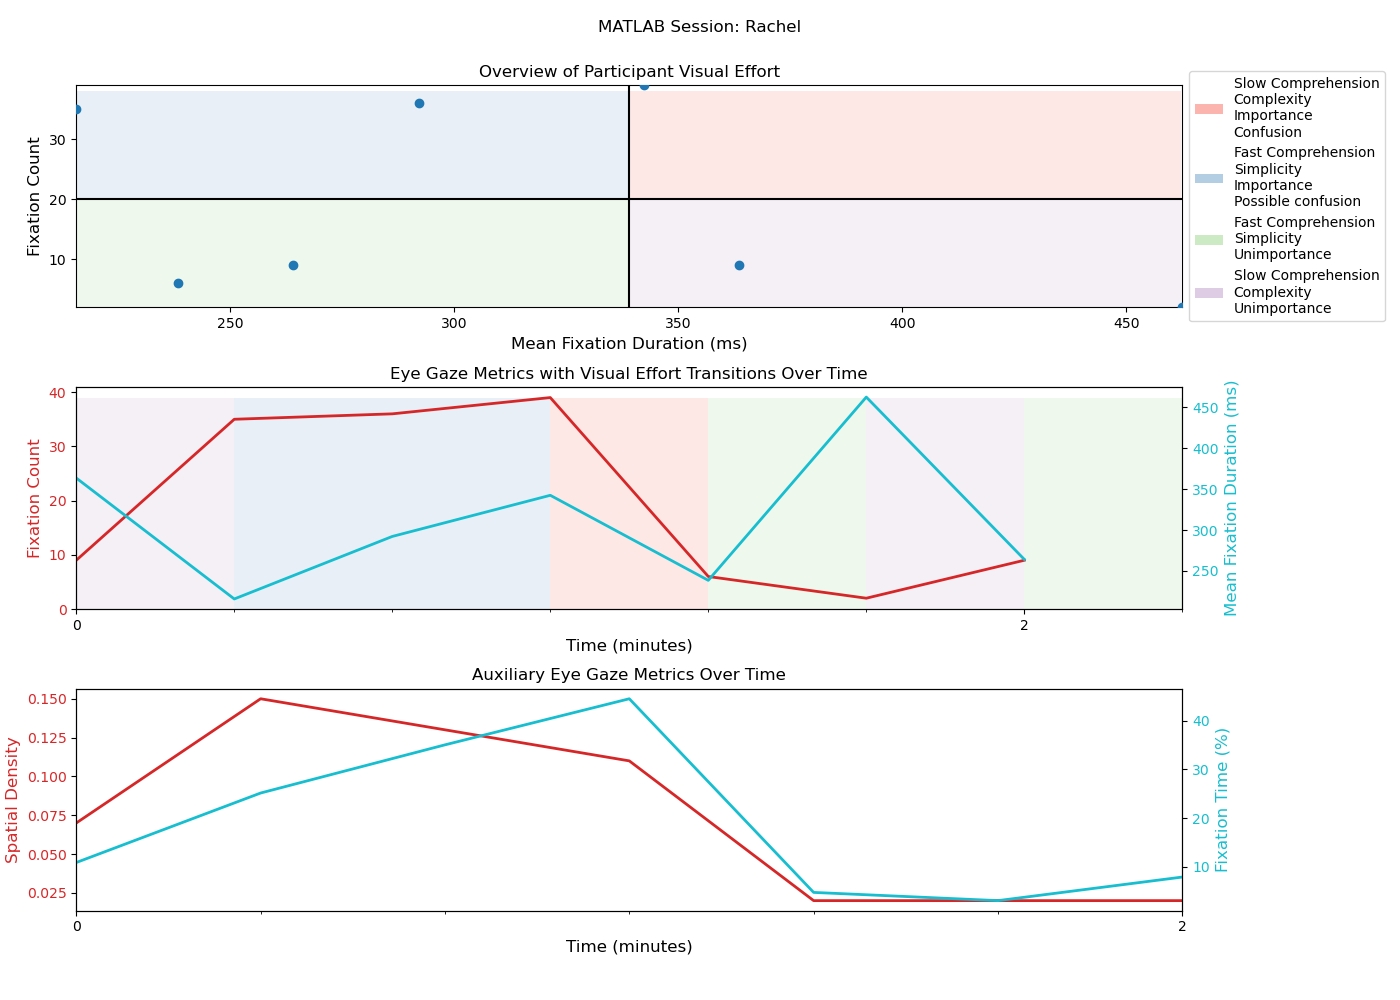 MATLAB Session: Rachel
Overview of Participant Visual Effort
Fixation Count
30
20
10
250
300
350
400
450
Mean Fixation Duration (ms)
Slow Comprehension
Complexity
Importance
Confusion
Fast Comprehension
Simplicity
Importance
Possible confusion
Fast Comprehension
Simplicity
Unimportance
Slow Comprehension
Complexity
Unimportance
Eye Gaze Metrics with Visual Effort Transitions Over Time
Fixation Count
40
30
20
10
0
0
2
Time (minutes)
450
400
350
300
250
Mean Fixation Duration (ms)
Auxiliary Eye Gaze Metrics Over Time
Spatial Density
0.150
0.125
0.100
0.075
0.050
0.025
0
2
Time (minutes)
40
30
20
10
Fixation Time (%)